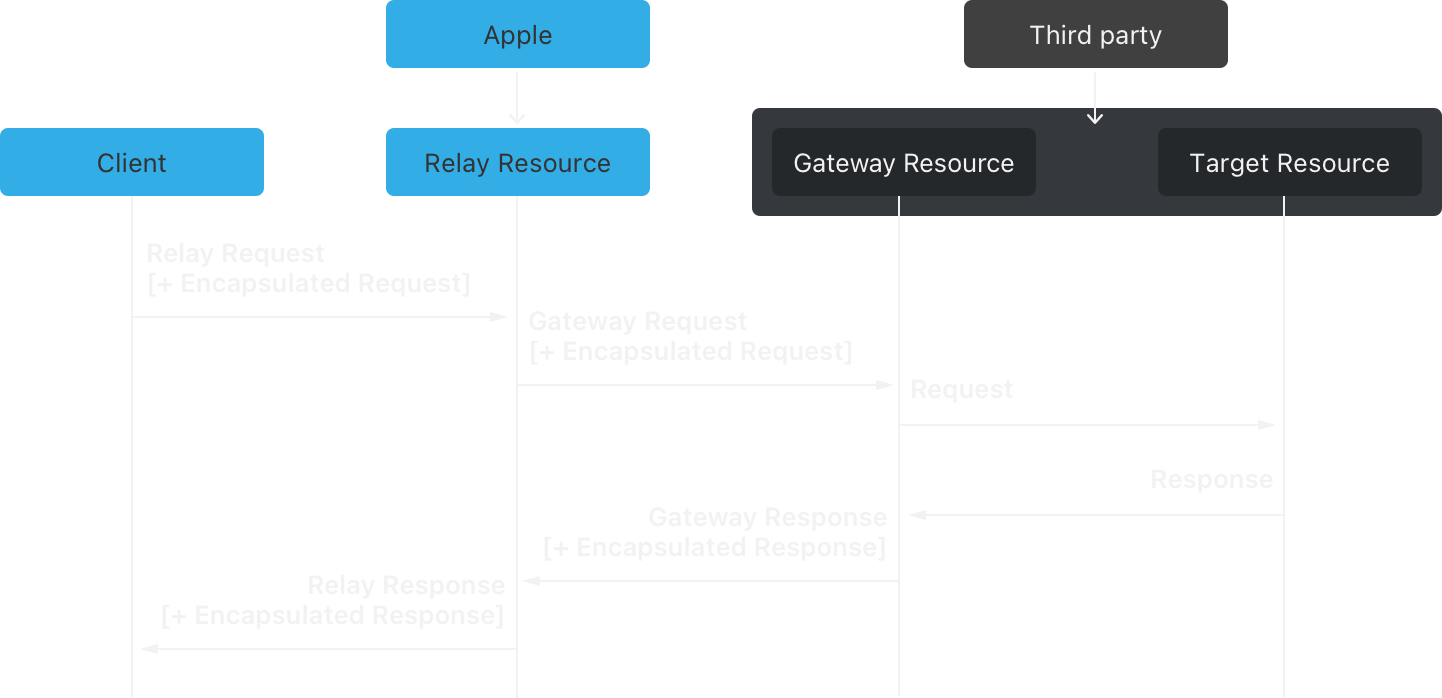 Apple
Third party
Client
Relay Resource
Gateway Resource
Target Resource
Relay Request
[+ Encapsulated Request]
Gateway Request
[+ Encapsulated Request]
Request
Response
Gateway Response
[+ Encapsulated Response]
Relay Response
[+ Encapsulated Response]